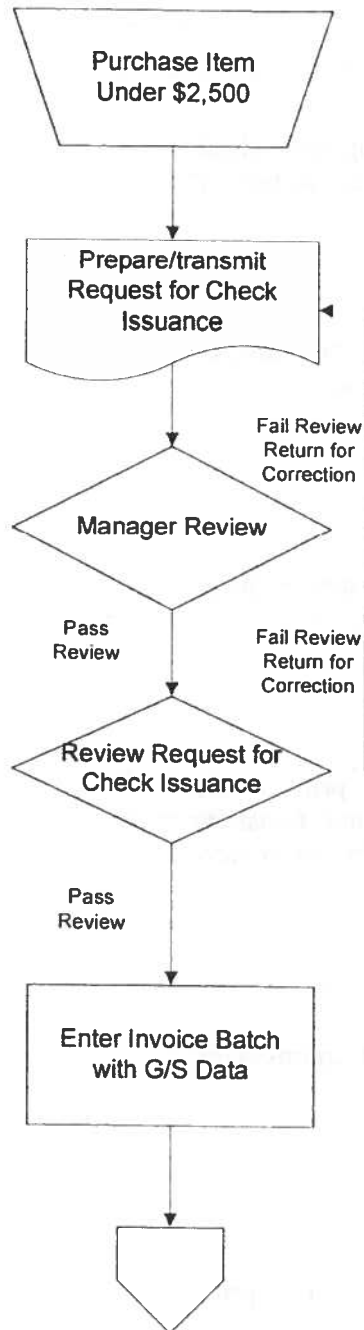 Purchase Item
Under $2,500
Prepare/transmit
Request for Check
Issuance
Fail Review
Return for
Correction
Manager Review
Pass
Review
Fail Review
Return for
Correction
Review Request for
Check Issuance
Pass
Review
Enter Invoice Batch
with G/S Data